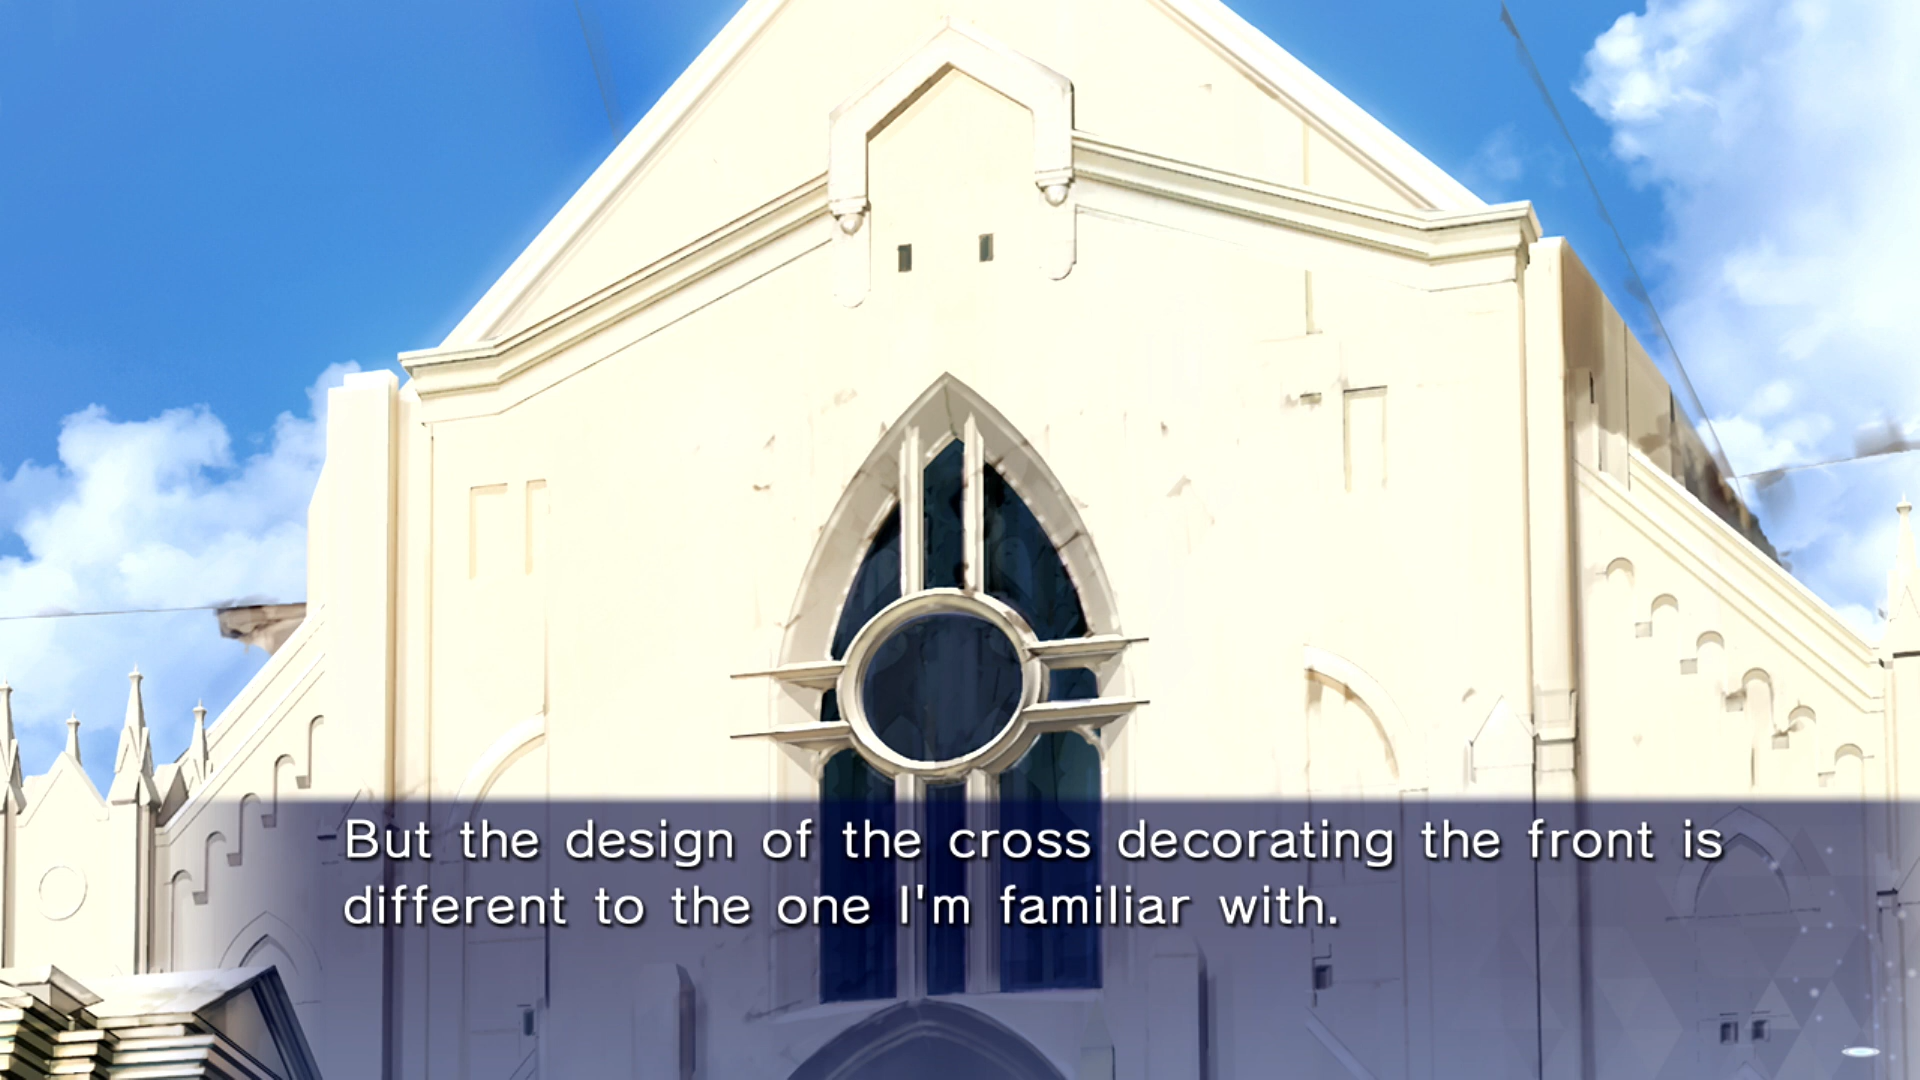 But the design of the cross decorating the front is
different to the one I'm familiar with.